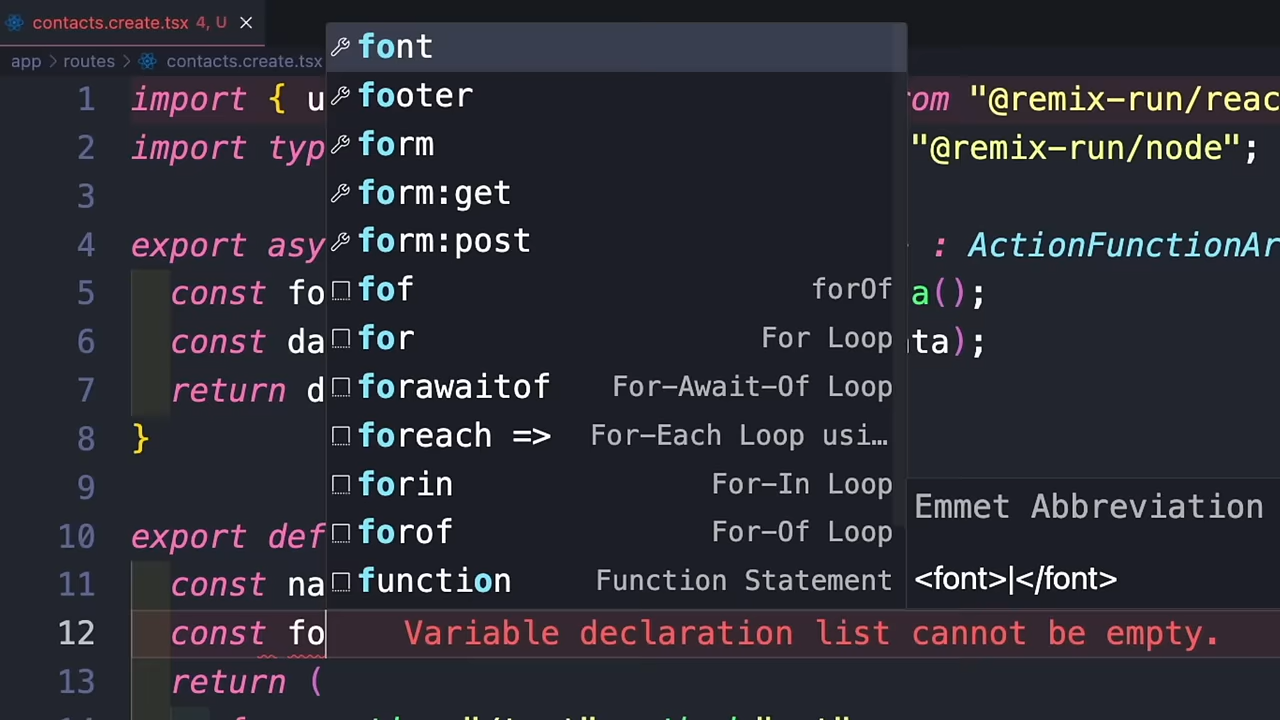 contacts.create.tsx 4, U
app > routes > contacts.create.tsx
1 import { u om "@remix-run/reac
2 import typ "@remix-run/node";
3
4 export asy : ActionFunctionAr
5 const fo a();
6 const da ta);
7 return d
8 }
9
10 export def
11 const na
12 const fo Variable declaration list cannot be empty.
13 return (
font
footer
form
form:get
form:post
fof forOf
for For Loop
forawaitof For-Await-Of Loop
foreach => For-Each Loop usi…
forin For-In Loop
forof For-Of Loop
function Function Statement
Emmet Abbreviation
<font>|</font>